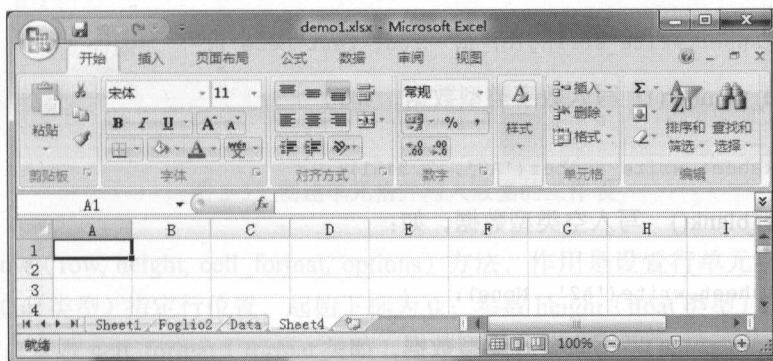 demo1.xlsx - Microsoft Excel
开始 插入 页面布局 公式 数据 审阅 视图
宋体 11 常规 插入 Σ
粘贴 B I U A A % , 样式 删除 排序和 查找和
A 格式 筛选 选择
剪贴板 字体 对齐方式 数字 单元格 编辑
A1 fx
A B C D E F G H I
1
2
3
4
Sheet1 Foglio2 Data Sheet4
就绪 100%